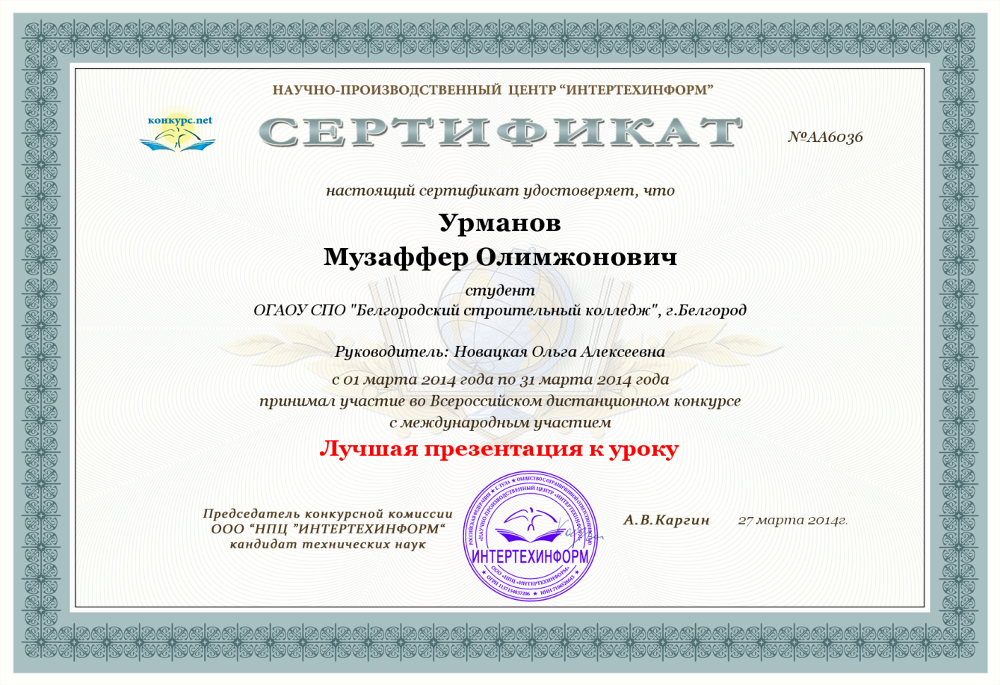 НАУЧНО-ПРОИЗВОДСТВЕННЫЙ ЦЕНТР “ИНТЕРТЕХИНФОРМ”
конкурс.net
СЕРТИФИКАТ
№АА6036
настоящий сертификат удостоверяет, что
Урманов
Музаффер Олимжонович
студент
ОГАОУ СПО "Белгородский строительный колледж", г.Белгород
Руководитель: Новацкая Ольга Алексеевна
с 01 марта 2014 года по 31 марта 2014 года
принимал участие во Всероссийском дистанционном конкурсе
с международным участием
Лучшая презентация к уроку
Председатель конкурсной комиссии
ООО “НПЦ ”ИНТЕРТЕХИНФОРМ“
кандидат технических наук
РОССИЙСКАЯ ФЕДЕРАЦИЯ ★ Г. ТУЛА ★ ОБЩЕСТВО С ОГРАНИЧЕННОЙ ОТВЕТСТВЕННОСТЬЮ
«НАУЧНО-ПРОИЗВОДСТВЕННЫЙ ЦЕНТР «ИНТЕРТЕХИНФОРМ»
ИНТЕРТЕХИНФОРМ
ООО «НПЦ «ИНТЕРТЕХИНФОРМ»
★ ОГРН 1137154037206 ★ ИНН 7106528643 ★
А.В.Каргин
27 марта 2014г.